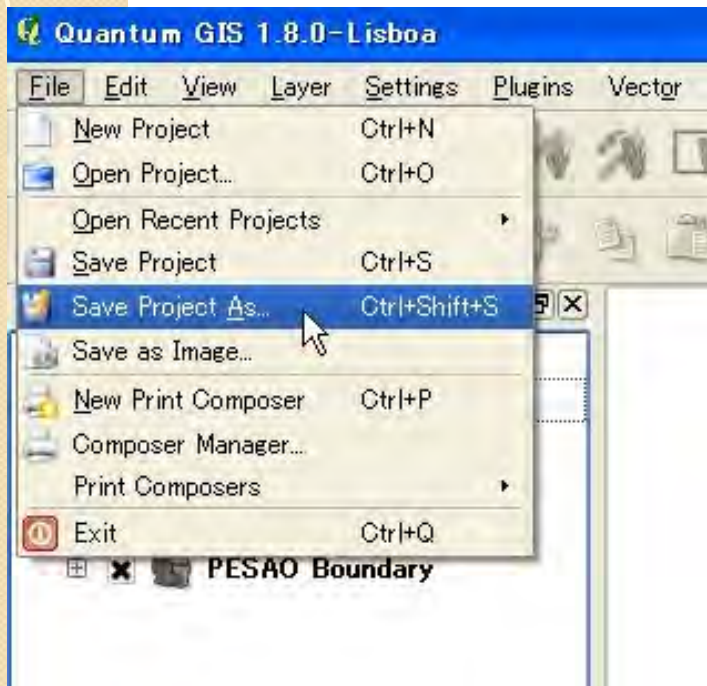 Quantum GIS 1.8.0-Lisboa
File Edit View Layer Settings Plugins Vector
New Project Ctrl+N
Open Project... Ctrl+O
Open Recent Projects
Save Project Ctrl+S
Save Project As... Ctrl+Shift+S
Save as Image...
New Print Composer Ctrl+P
Composer Manager...
Print Composers
Exit Ctrl+Q
PESAO Boundary